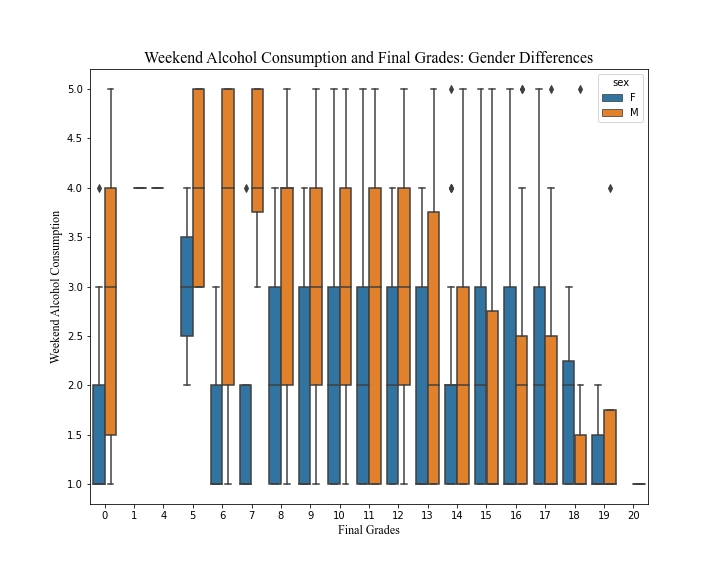 Weekend Alcohol Consumption and Final Grades: Gender Differences
sex
F
M
5.0
4.5
4.0
3.5
3.0
2.5
2.0
1.5
1.0
Weekend Alcohol Consumption
0 1 4 5 6 7 8 9 10 11 12 13 14 15 16 17 18 19 20
Final Grades